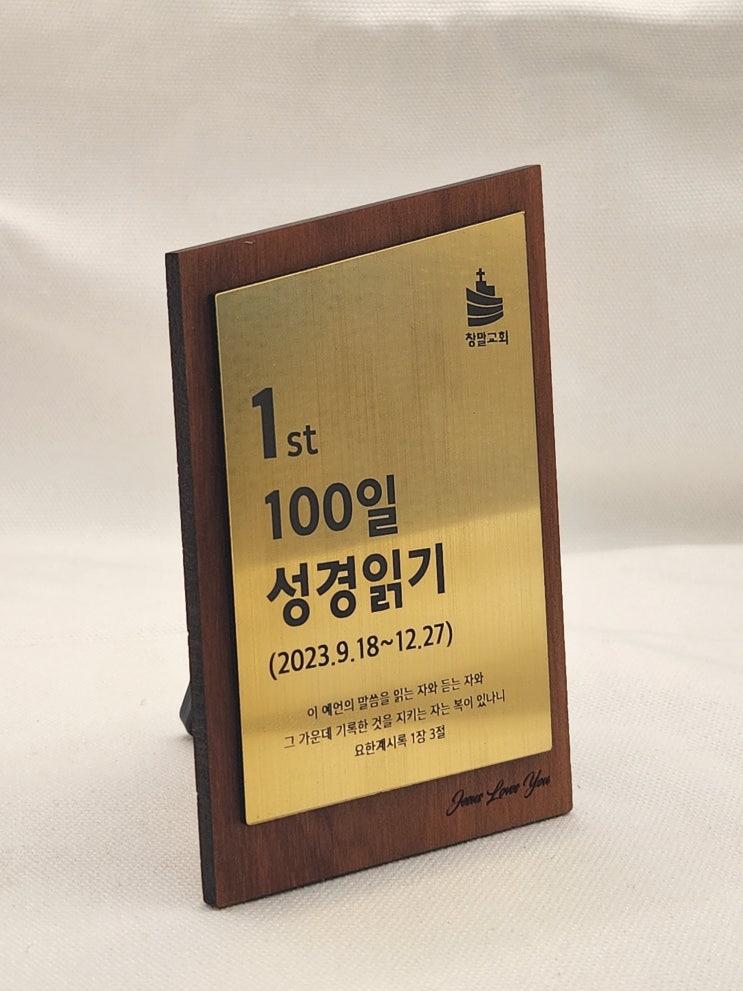 창말교회
1st
100일
성경읽기
(2023.9.18~12.27)
이 예언의 말씀을 읽는 자와 듣는 자와
그 가운데 기록한 것을 지키는 자는 복이 있나니
요한계시록 1장 3절
Jesus Loves You